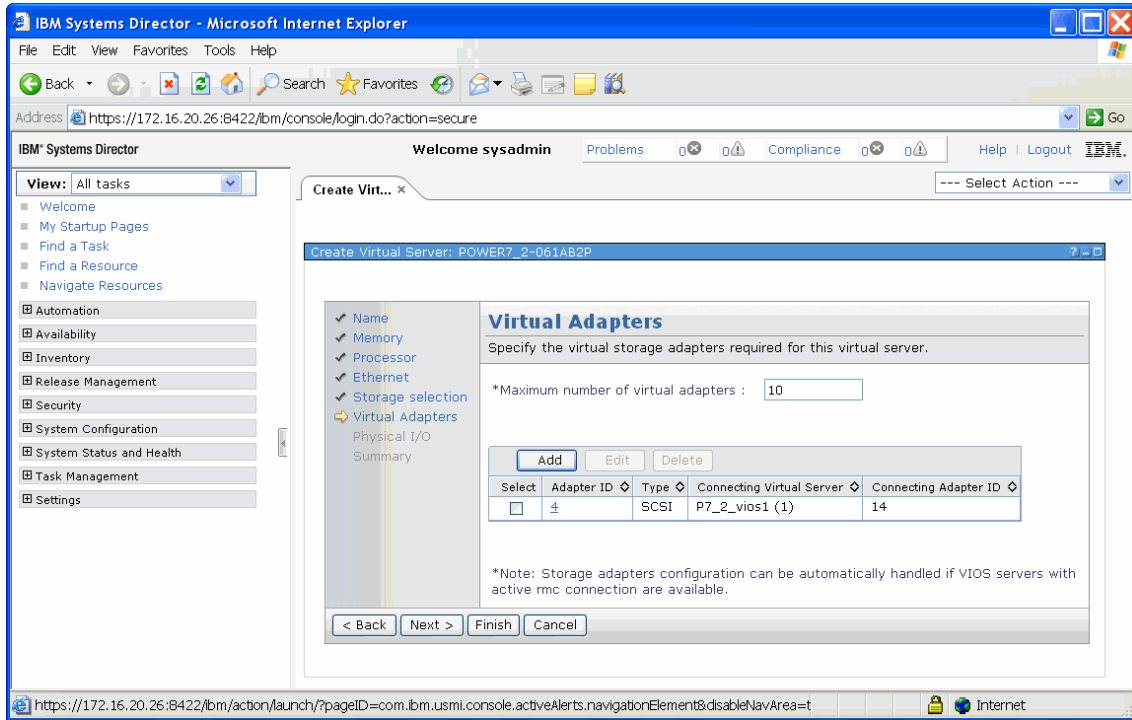 IBM Systems Director - Microsoft Internet Explorer
File Edit View Favorites Tools Help
Back Search Favorites
Address https://172.16.20.26:8422/ibm/console/login.do?action=secure Go
IBM® Systems Director Welcome sysadmin Problems 0 0 Compliance 0 0 Help Logout IBM.
View: All tasks
Create Virt... ×
--- Select Action ---
Welcome
My Startup Pages
Find a Task
Find a Resource
Navigate Resources
Automation
Availability
Inventory
Release Management
Security
System Configuration
System Status and Health
Task Management
Settings
Create Virtual Server: POWER7_2-061AB2P
Name
Memory
Processor
Ethernet
Storage selection
Virtual Adapters
Physical I/O
Summary
Virtual Adapters
Specify the virtual storage adapters required for this virtual server.
*Maximum number of virtual adapters : 10
Add Edit Delete
Select Adapter ID Type Connecting Virtual Server Connecting Adapter ID
4 SCSI P7_2_vios1 (1) 14
*Note: Storage adapters configuration can be automatically handled if VIOS servers with
active rmc connection are available.
< Back Next > Finish Cancel
https://172.16.20.26:8422/ibm/action/launch/?pageID=com.ibm.usmi.console.activeAlerts.navigationElement&disableNavArea=t Internet